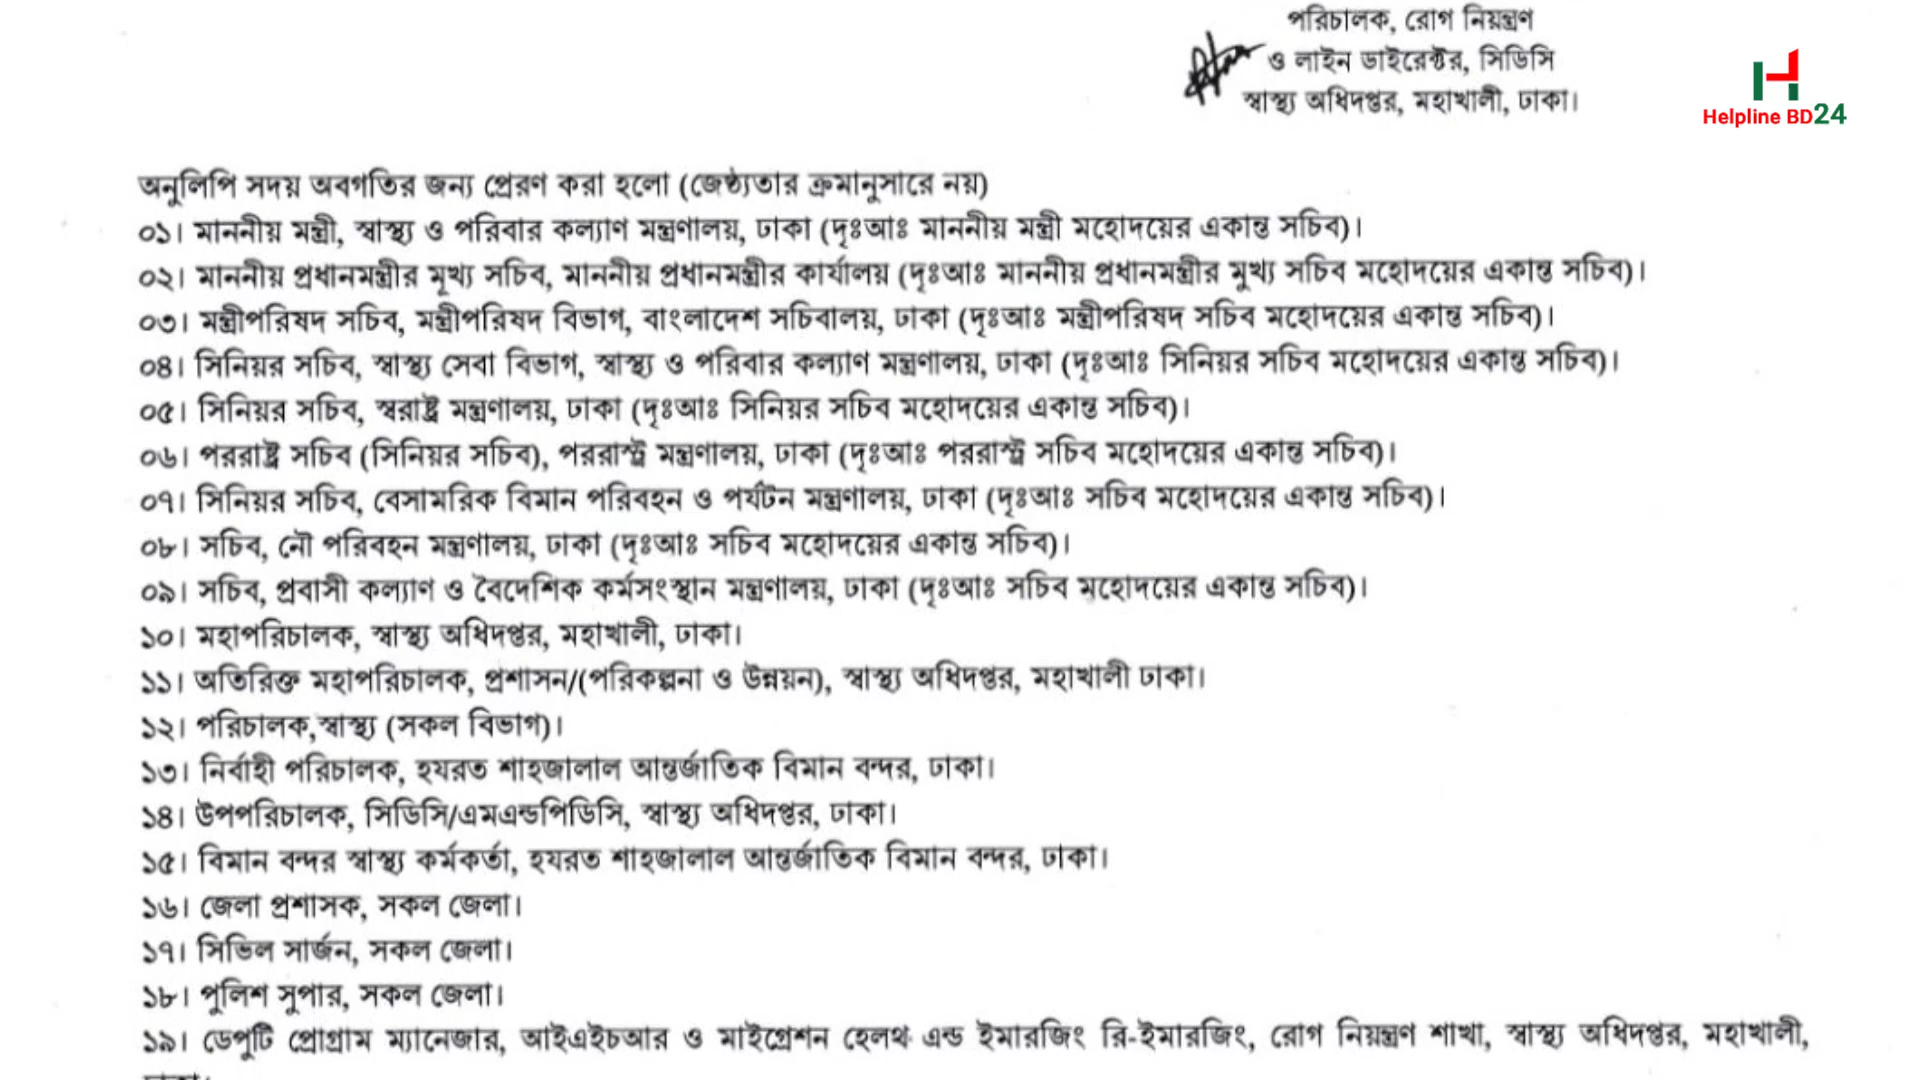 পরিচালক, রোগ নিয়ন্ত্রণ
ও লাইন ডাইরেক্টর, সিডিসি
স্বাস্থ্য অধিদপ্তর, মহাখালী, ঢাকা।
Helpline BD24
অনুলিপি সদয় অবগতির জন্য প্রেরণ করা হলো (জেষ্ঠ্যতার ক্রমানুসারে নয়)
০১। মাননীয় মন্ত্রী, স্বাস্থ্য ও পরিবার কল্যাণ মন্ত্রণালয়, ঢাকা (দৃঃআঃ মাননীয় মন্ত্রী মহোদয়ের একান্ত সচিব)।
০২। মাননীয় প্রধানমন্ত্রীর মূখ্য সচিব, মাননীয় প্রধানমন্ত্রীর কার্যালয় (দৃঃআঃ মাননীয় প্রধানমন্ত্রীর মুখ্য সচিব মহোদয়ের একান্ত সচিব)।
০৩। মন্ত্রীপরিষদ সচিব, মন্ত্রীপরিষদ বিভাগ, বাংলাদেশ সচিবালয়, ঢাকা (দৃঃআঃ মন্ত্রীপরিষদ সচিব মহোদয়ের একান্ত সচিব)।
০৪। সিনিয়র সচিব, স্বাস্থ্য সেবা বিভাগ, স্বাস্থ্য ও পরিবার কল্যাণ মন্ত্রণালয়, ঢাকা (দৃঃআঃ সিনিয়র সচিব মহোদয়ের একান্ত সচিব)।
০৫। সিনিয়র সচিব, স্বরাষ্ট্র মন্ত্রণালয়, ঢাকা (দৃঃআঃ সিনিয়র সচিব মহোদয়ের একান্ত সচিব)।
০৬। পররাষ্ট্র সচিব (সিনিয়র সচিব), পররাস্ট্র মন্ত্রণালয়, ঢাকা (দৃঃআঃ পররাস্ট্র সচিব মহোদয়ের একান্ত সচিব)।
০৭। সিনিয়র সচিব, বেসামরিক বিমান পরিবহন ও পর্যটন মন্ত্রণালয়, ঢাকা (দৃঃআঃ সচিব মহোদয়ের একান্ত সচিব)।
০৮। সচিব, নৌ পরিবহন মন্ত্রণালয়, ঢাকা (দৃঃআঃ সচিব মহোদয়ের একান্ত সচিব)।
০৯। সচিব, প্রবাসী কল্যাণ ও বৈদেশিক কর্মসংস্থান মন্ত্রণালয়, ঢাকা (দৃঃআঃ সচিব মহোদয়ের একান্ত সচিব)।
১০। মহাপরিচালক, স্বাস্থ্য অধিদপ্তর, মহাখালী, ঢাকা।
১১। অতিরিক্ত মহাপরিচালক, প্রশাসন/(পরিকল্পনা ও উন্নয়ন), স্বাস্থ্য অধিদপ্তর, মহাখালী ঢাকা।
১২। পরিচালক,স্বাস্থ্য (সকল বিভাগ)।
১৩। নির্বাহী পরিচালক, হযরত শাহজালাল আন্তর্জাতিক বিমান বন্দর, ঢাকা।
১৪। উপপরিচালক, সিডিসি/এমএন্ডপিডিসি, স্বাস্থ্য অধিদপ্তর, ঢাকা।
১৫। বিমান বন্দর স্বাস্থ্য কর্মকর্তা, হযরত শাহজালাল আন্তর্জাতিক বিমান বন্দর, ঢাকা।
১৬। জেলা প্রশাসক, সকল জেলা।
১৭। সিভিল সার্জন, সকল জেলা।
১৮। পুলিশ সুপার, সকল জেলা।
১৯। ডেপুটি প্রোগ্রাম ম্যানেজার, আইএইচআর ও মাইগ্রেশন হেলথ এন্ড ইমারজিং রি-ইমারজিং, রোগ নিয়ন্ত্রণ শাখা, স্বাস্থ্য অধিদপ্তর, মহাখালী,